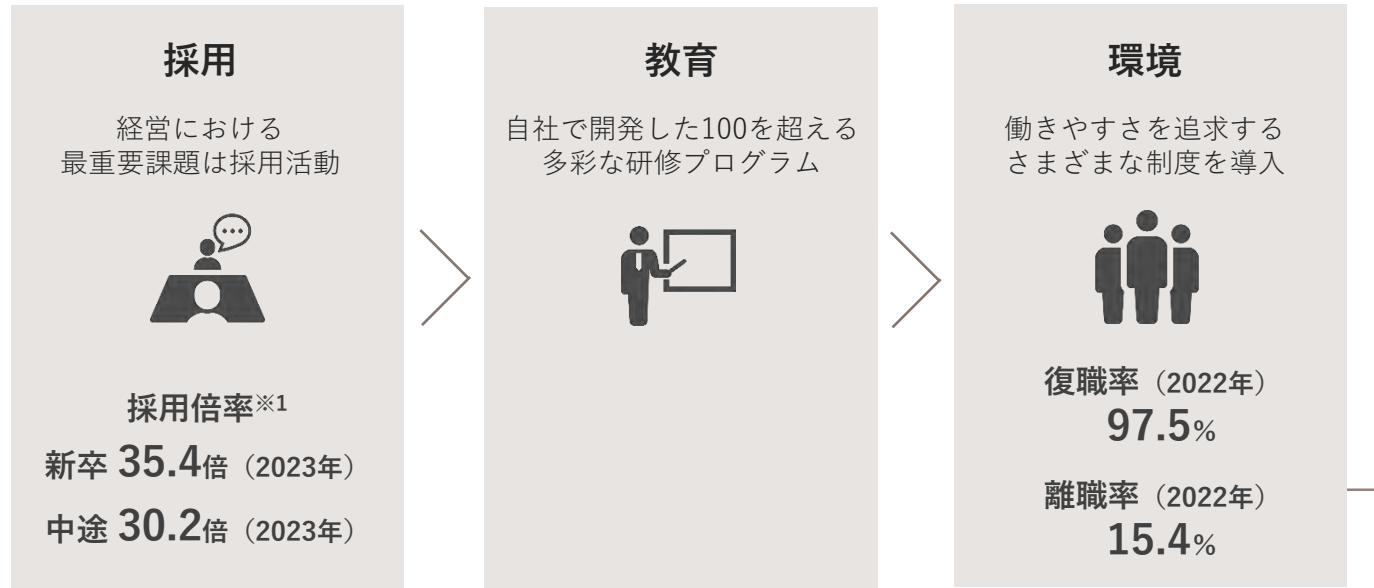 採用
経営における
最重要課題は採用活動
採用倍率※1
新卒 35.4倍（2023年）
中途 30.2倍（2023年）
教育
自社で開発した100を超える
多彩な研修プログラム
環境
働きやすさを追求する
さまざまな制度を導入
復職率（2022年）
97.5%
離職率（2022年）
15.4%